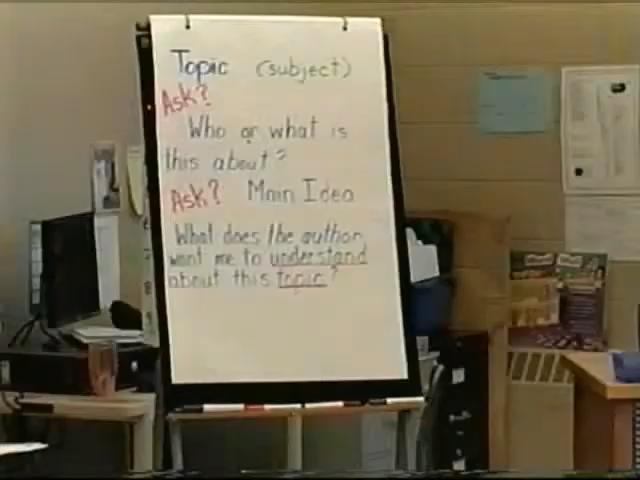 Topic (subject)
Ask?
Who or what is
this about?
Ask? Main Idea
What does the author
want me to understand
about this topic?